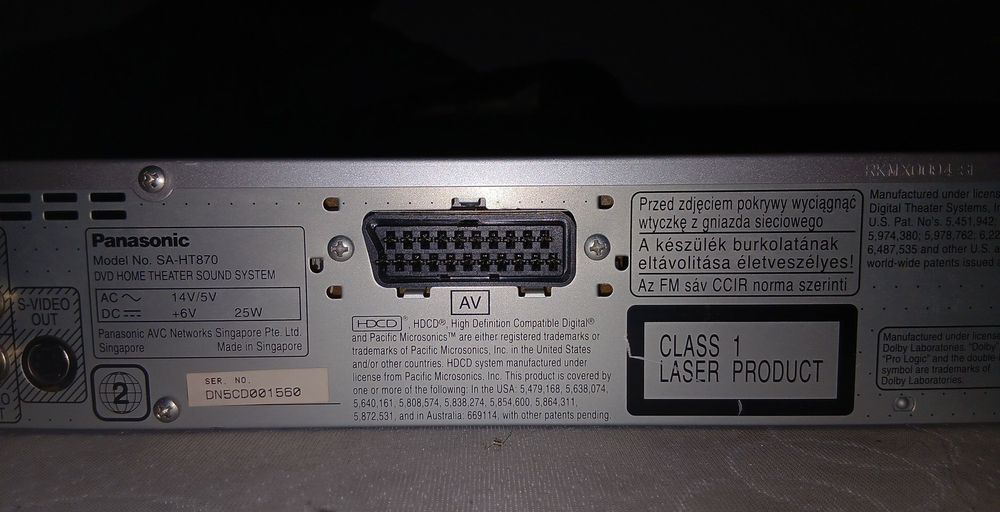 RKMX0094-3
S-VIDEO
OUT
Panasonic
Model No. SA-HT870
DVD HOME THEATER SOUND SYSTEM
AC ∼ 14V/5V
DC ⎓ +6V 25W
Panasonic AVC Networks Singapore Pte. Ltd.
Singapore Made in Singapore
2
SER. NO.
DN5CD001560
AV
HDCD®, HDCD®, High Definition Compatible Digital®
and Pacific Microsonics™ are either registered trademarks or
trademarks of Pacific Microsonics, Inc. in the United States
and/or other countries. HDCD system manufactured under
license from Pacific Microsonics, Inc. This product is covered by
one or more of the following. In the USA: 5,479,168, 5,638,074,
5,640,161, 5,808,574, 5,838,274, 5,854,600, 5,864,311,
5,872,531, and in Australia: 669114, with other patents pending.
Przed zdjęciem pokrywy wyciągnąć
wtyczkę z gniazda sieciowego
A készülék burkolatának
eltávolítása életveszélyes!
Az FM sáv CCIR norma szerinti
CLASS 1
LASER PRODUCT
Manufactured under
Digital Theater Systems,
U.S. Pat. No's. 5,451,942
5,974,380; 5,978,762;
6,487,535 and other U.S.
world-wide patents issued
Manufactured under
Dolby Laboratories. "Dolby"
"Pro Logic" and the double
symbol are trademarks of
Dolby Laboratories.